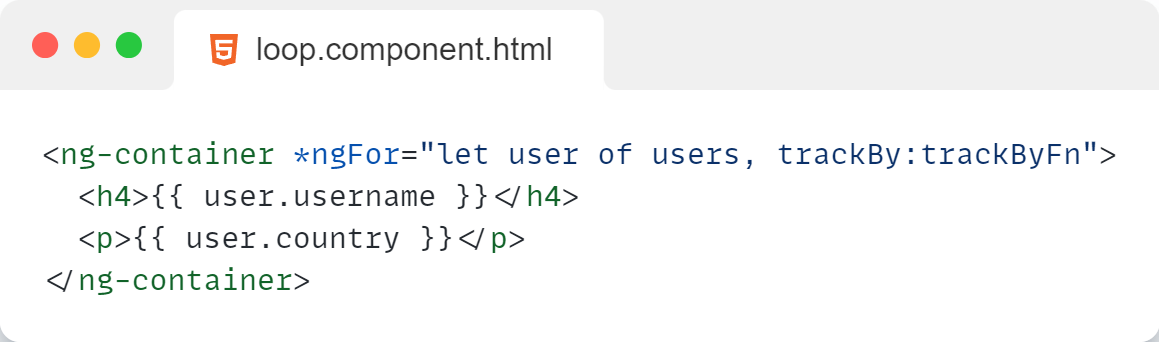 loop.component.html
<ng-container *ngFor="let user of users, trackBy:trackByFn">
  <h4>{{ user.username }}</h4>
  <p>{{ user.country }}</p>
</ng-container>